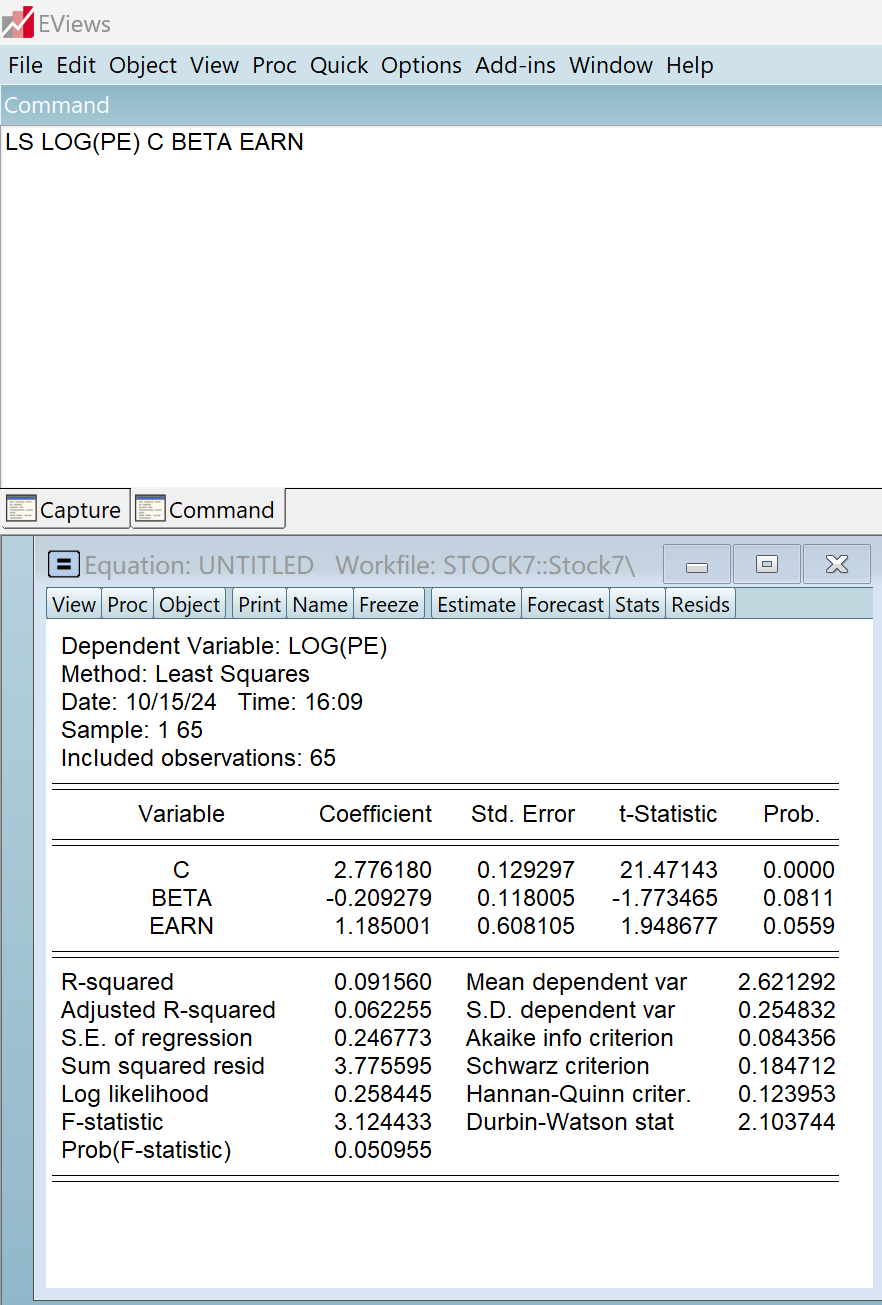 EViews
File Edit Object View Proc Quick Options Add-ins Window Help
Command
LS LOG(PE) C BETA EARN
Capture Command
Equation: UNTITLED Workfile: STOCK7::Stock7\
View Proc Object Print Name Freeze Estimate Forecast Stats Resids
Dependent Variable: LOG(PE)
Method: Least Squares
Date: 10/15/24 Time: 16:09
Sample: 1 65
Included observations: 65
Variable Coefficient Std. Error t-Statistic Prob.
C 2.776180 0.129297 21.47143 0.0000
BETA -0.209279 0.118005 -1.773465 0.0811
EARN 1.185001 0.608105 1.948677 0.0559
R-squared 0.091560 Mean dependent var 2.621292
Adjusted R-squared 0.062255 S.D. dependent var 0.254832
S.E. of regression 0.246773 Akaike info criterion 0.084356
Sum squared resid 3.775595 Schwarz criterion 0.184712
Log likelihood 0.258445 Hannan-Quinn criter. 0.123953
F-statistic 3.124433 Durbin-Watson stat 2.103744
Prob(F-statistic) 0.050955